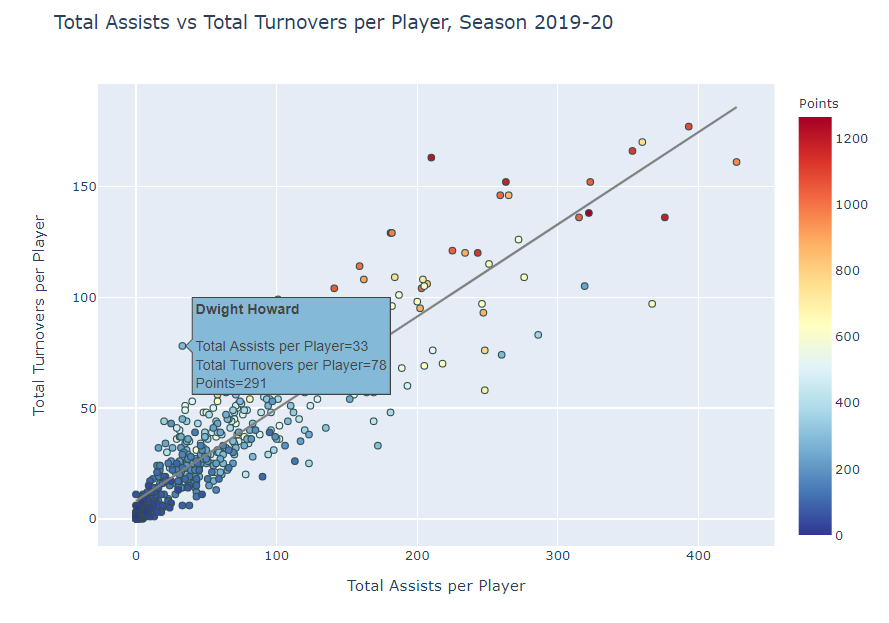 Total Assists vs Total Turnovers per Player, Season 2019-20
Points
1200
1000
800
600
400
200
0
Total Turnovers per Player
150
100
50
0
Dwight Howard
Total Assists per Player=33
Total Turnovers per Player=78
Points=291
0
100
200
300
400
Total Assists per Player